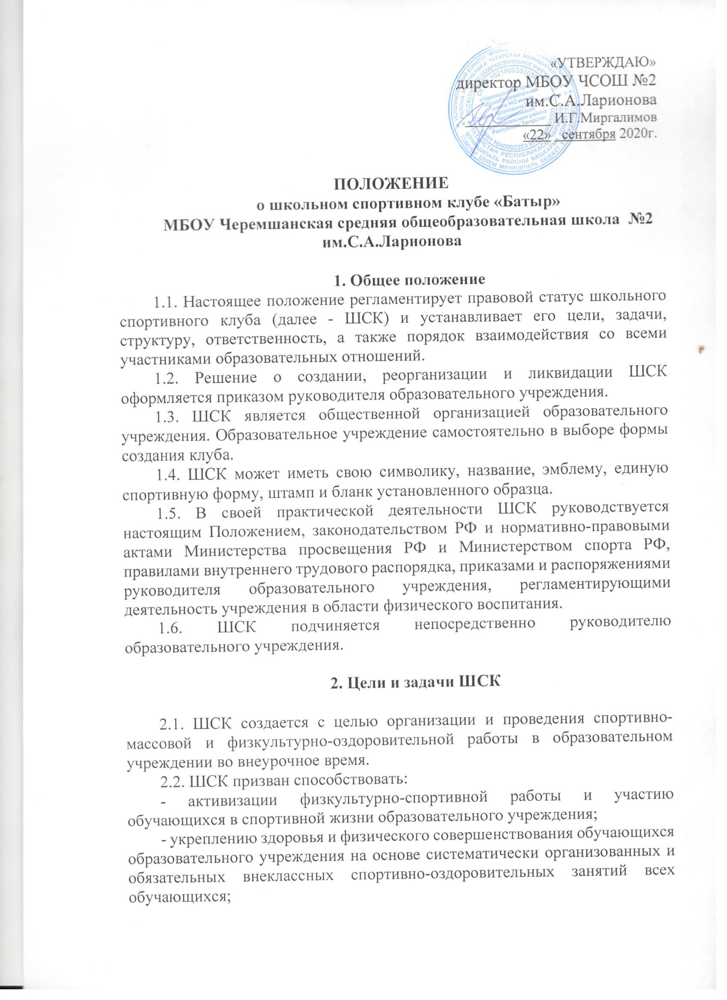 «УТВЕРЖДАЮ»
директор МБОУ ЧСОШ №2
им.С.А.Ларионова
И.Г.Миргалимов
«22» сентября 2020г.
ПОЛОЖЕНИЕ
о школьном спортивном клубе «Батыр»
МБОУ Черемшанская средняя общеобразовательная школа №2
им.С.А.Ларионова
1. Общее положение
1.1. Настоящее положение регламентирует правовой статус школьного
спортивного клуба (далее - ШСК) и устанавливает его цели, задачи,
структуру, ответственность, а также порядок взаимодействия со всеми
участниками образовательных отношений.
1.2. Решение о создании, реорганизации и ликвидации ШСК
оформляется приказом руководителя образовательного учреждения.
1.3. ШСК является общественной организацией образовательного
учреждения. Образовательное учреждение самостоятельно в выборе формы
создания клуба.
1.4. ШСК может иметь свою символику, название, эмблему, единую
спортивную форму, штамп и бланк установленного образца.
1.5. В своей практической деятельности ШСК руководствуется
настоящим Положением, законодательством РФ и нормативно-правовыми
актами Министерства просвещения РФ и Министерством спорта РФ,
правилами внутреннего трудового распорядка, приказами и распоряжениями
руководителя образовательного учреждения, регламентирующими
деятельность учреждения в области физического воспитания.
1.6. ШСК подчиняется непосредственно руководителю
образовательного учреждения.
2. Цели и задачи ШСК
2.1. ШСК создается с целью организации и проведения спортивно-
массовой и физкультурно-оздоровительной работы в образовательном
учреждении во внеурочное время.
2.2. ШСК призван способствовать:
- активизации физкультурно-спортивной работы и участию
обучающихся в спортивной жизни образовательного учреждения;
- укреплению здоровья и физического совершенствования обучающихся
образовательного учреждения на основе систематически организованных и
обязательных внеклассных спортивно-оздоровительных занятий всех
обучающихся;